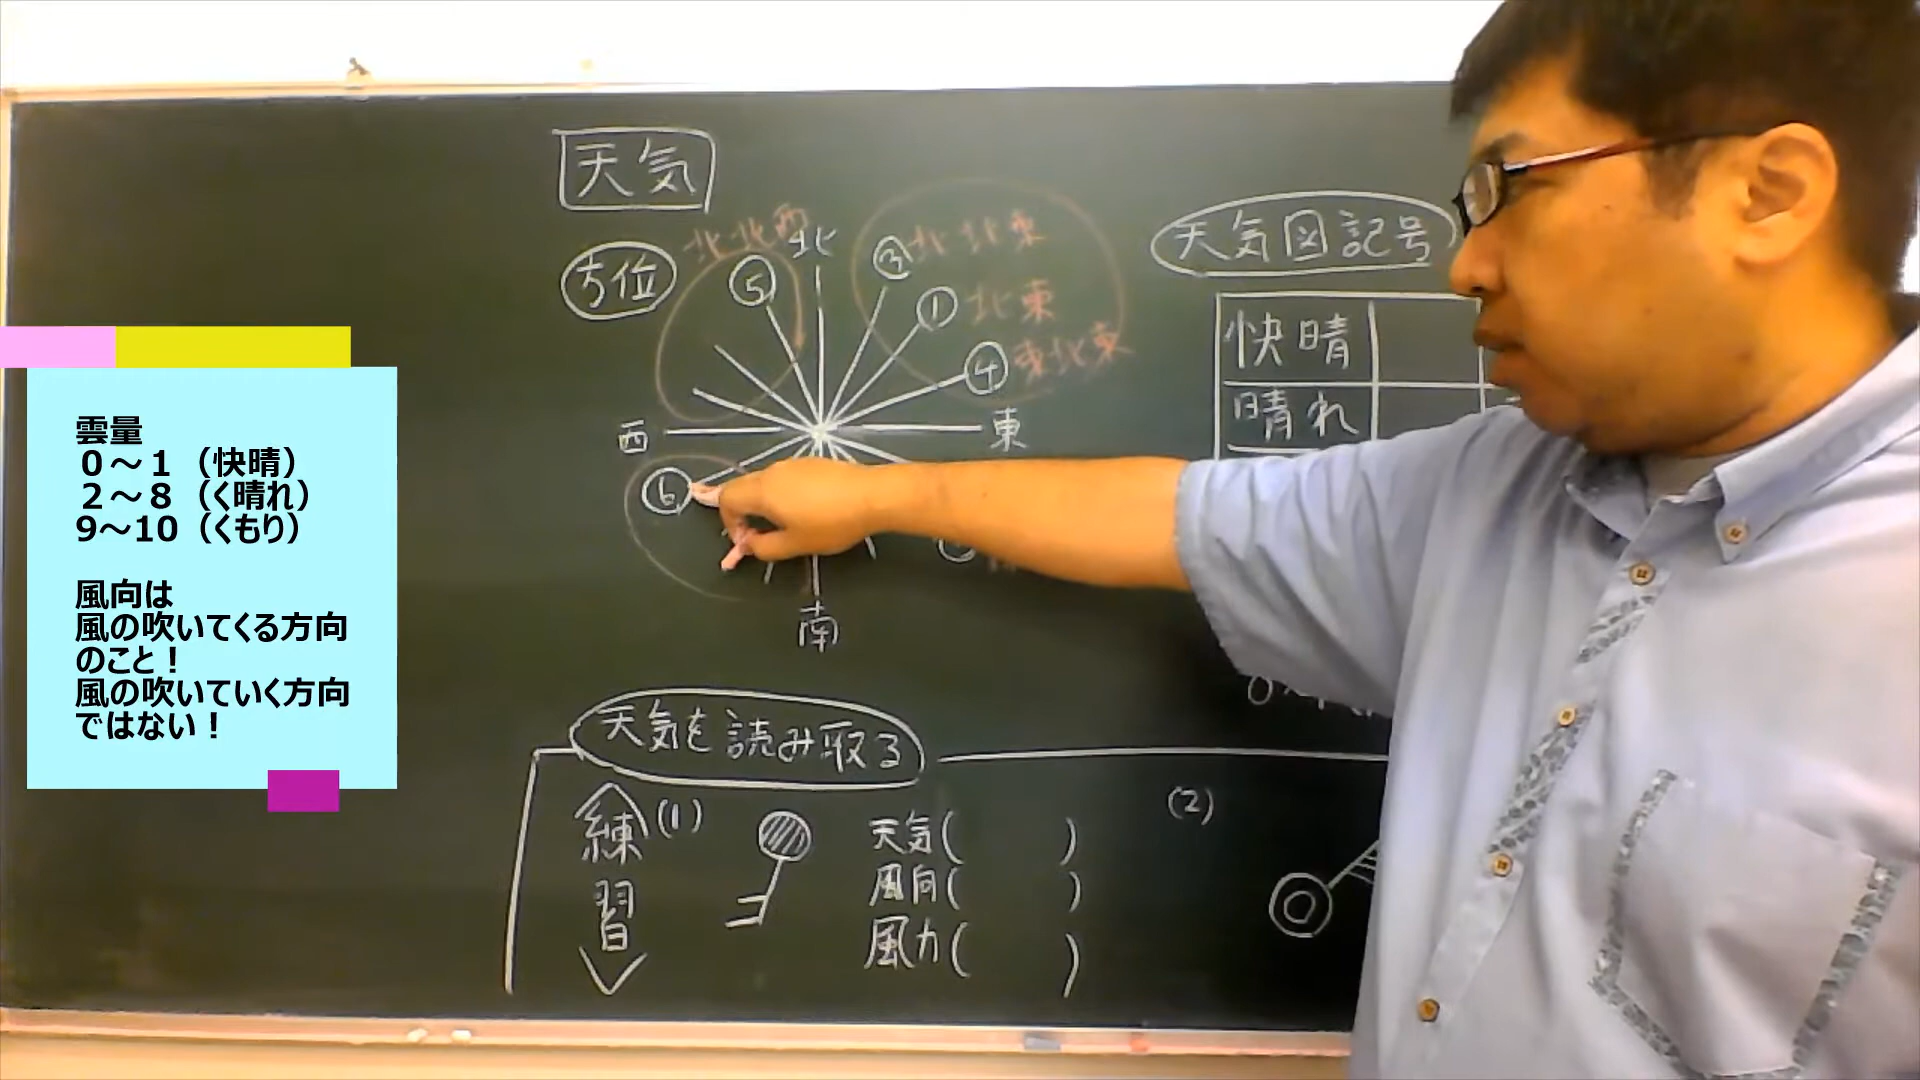 雲量
０～１（快晴）
２～８（く晴れ）
9～10（くもり）
風向は
風の吹いてくる方向
のこと！
風の吹いていく方向
ではない！
天気
方位
北北西
北
⑤
③北北東
①北東
④東北東
西
東
⑥
南
天気図記号
快晴
晴れ
天気を読み取る
練習
(1)
天気(　　)
風向(　　)
風力(　　)
(2)